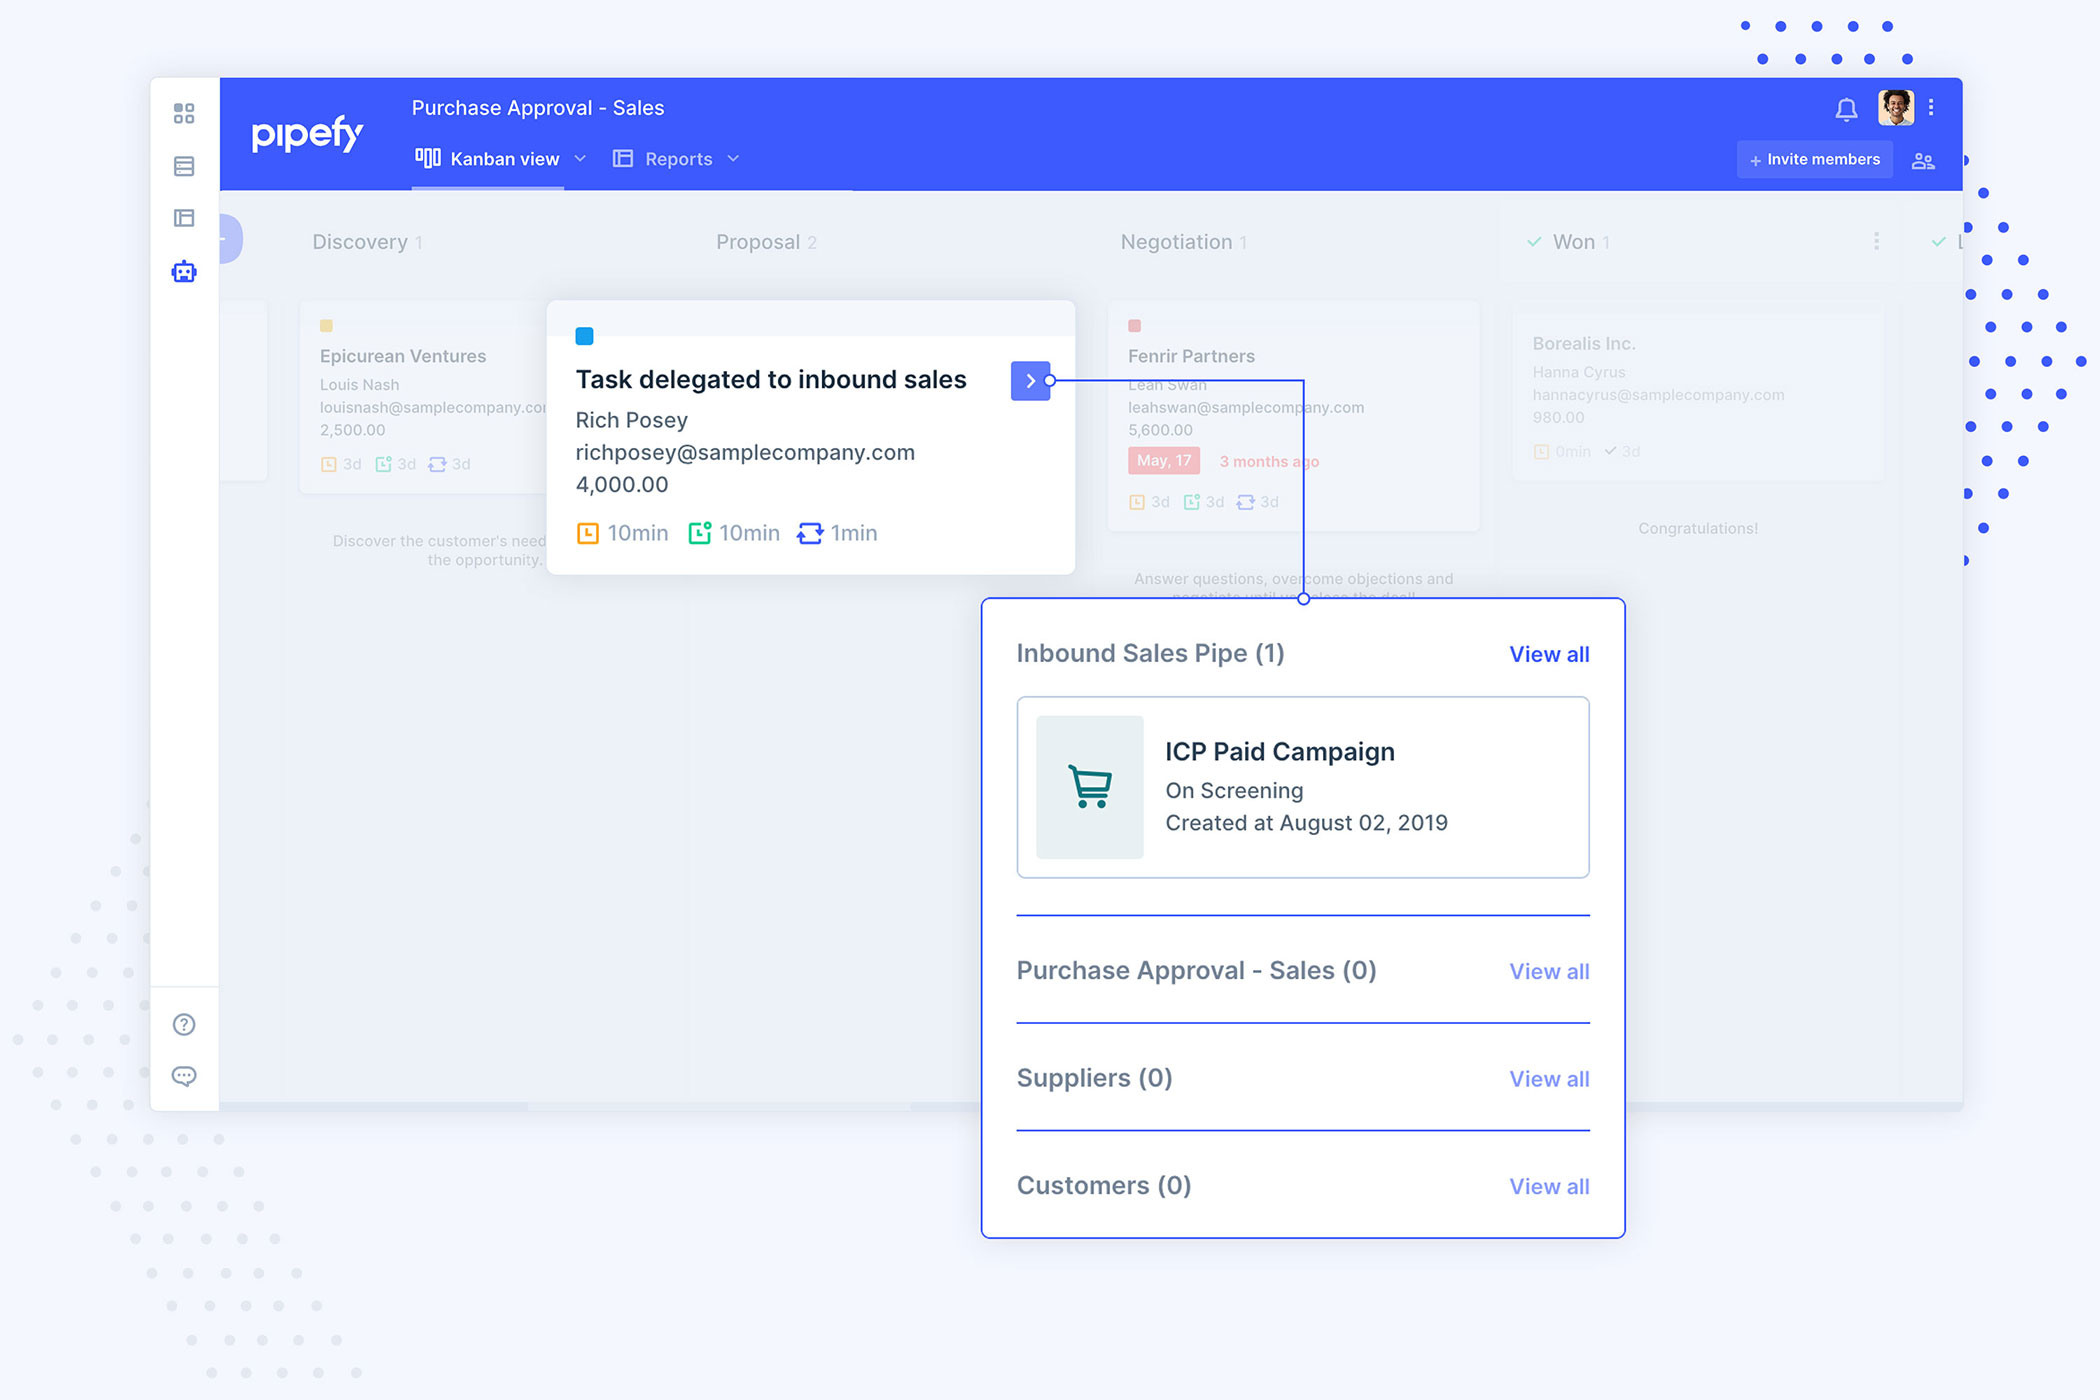 pipefy
Purchase Approval - Sales
Kanban view
Reports
+ Invite members
Discovery 1
Proposal 2
Negotiation 1
Won 1
Epicurean Ventures
Louis Nash
2,500.00
3d 3d 3d
Discover the customer's need
the opportunity.
Task delegated to inbound sales
Rich Posey
richposey@samplecompany.com
4,000.00
10min 10min 1min
Fenrir Partners
Leah Swan
leahswan@samplecompany.com
5,600.00
May, 17 3 months ago
3d 3d 3d
Answer questions, overcome objections and
negotiate until
the deal!
Borealis Inc.
Hanna Cyrus
hannacyrus@samplecompany.com
980.00
0min 3d
Congratulations!
Inbound Sales Pipe (1)
View all
ICP Paid Campaign
On Screening
Created at August 02, 2019
Purchase Approval - Sales (0)
View all
Suppliers (0)
View all
Customers (0)
View all